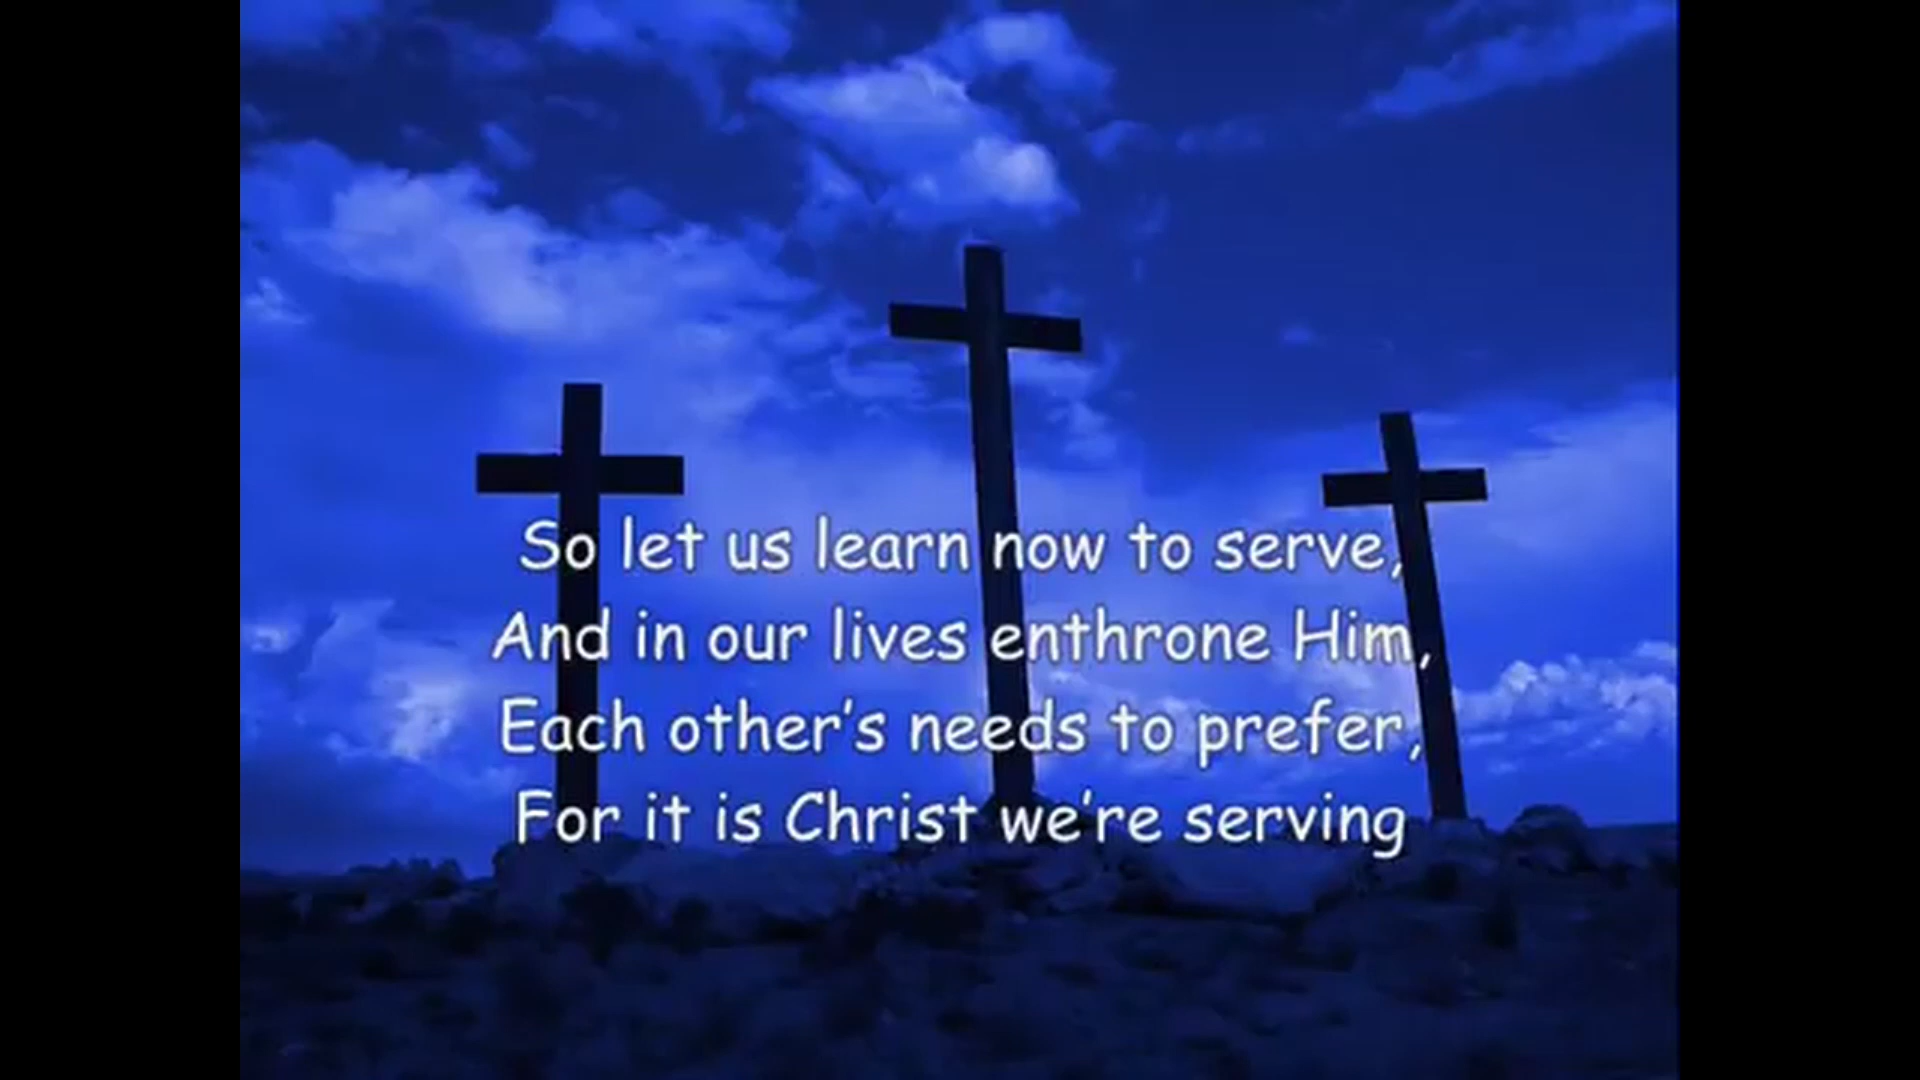 So let us learn now to serve,
And in our lives enthrone Him,
Each other's needs to prefer,
For it is Christ we're serving